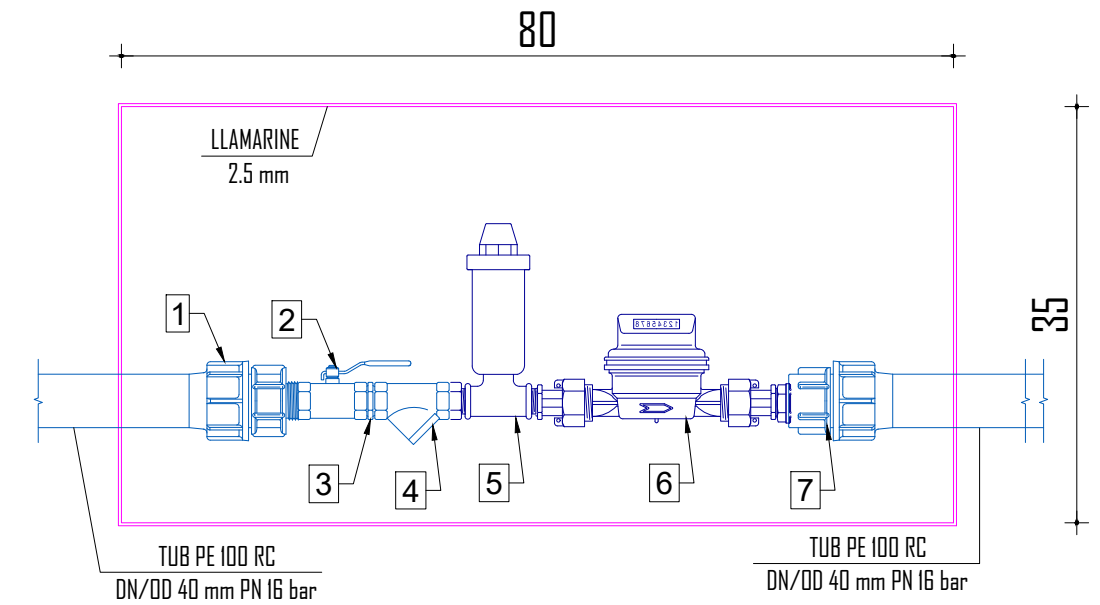 80
LLAMARINE
2.5 mm
35
1
2
12345678
3
4
5
6
7
TUB PE 100 RC
DN/OD 40 mm PN 16 bar
TUB PE 100 RC
DN/OD 40 mm PN 16 bar